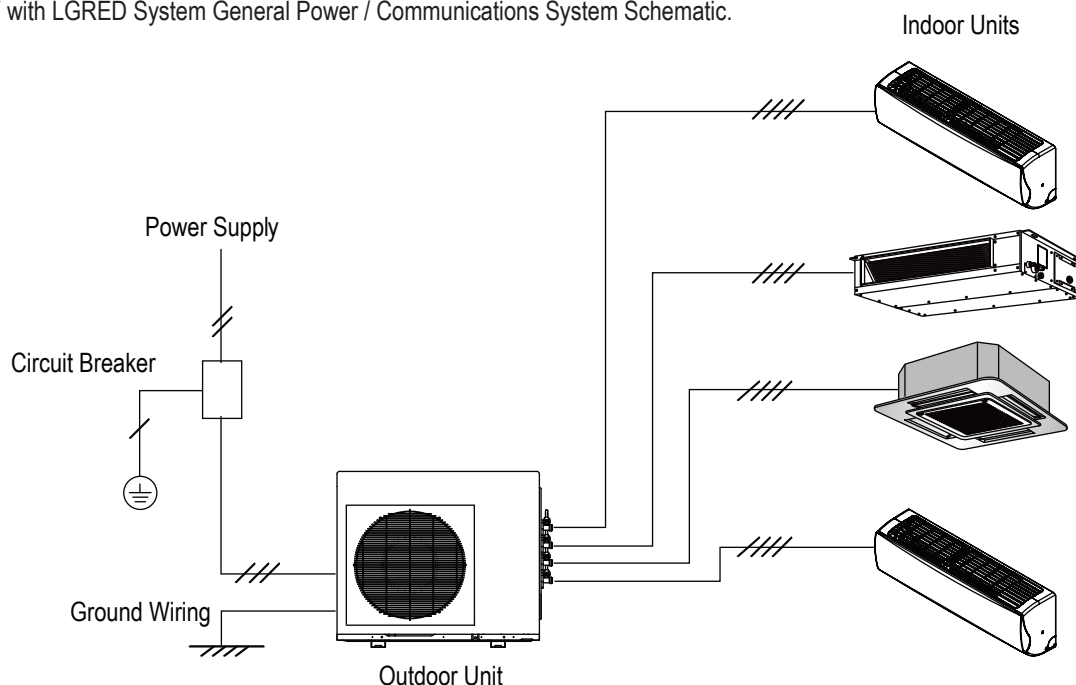 with LGRED System General Power / Communications System Schematic.
Indoor Units
Power Supply
Circuit Breaker
Ground Wiring
Outdoor Unit